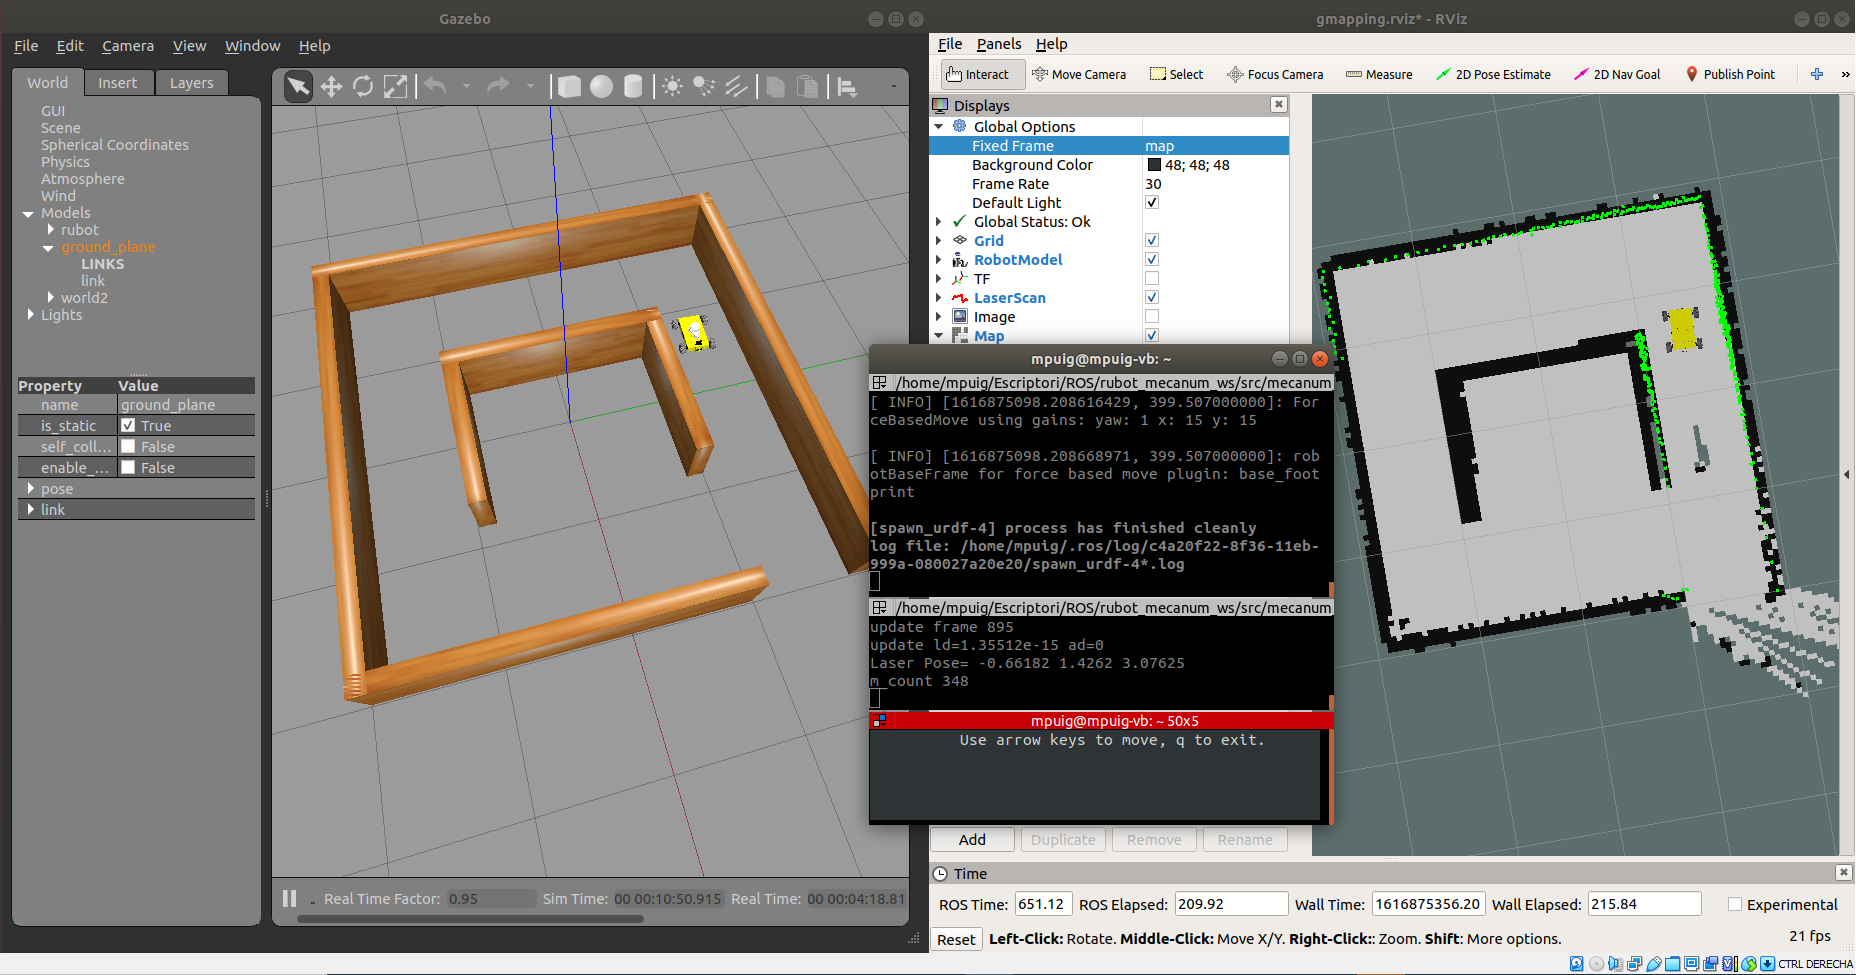 Gazebo
File Edit Camera View Window Help
World Insert Layers
GUI
Scene
Spherical Coordinates
Physics
Atmosphere
Wind
Models
rubot
ground_plane
LINKS
link
world2
Lights
Property Value
name ground_plane
is_static True
self_coll... False
enable_... False
pose
link
Real Time Factor: 0.95 Sim Time: 00 00:10:50.915 Real Time: 00 00:04:18.81
gmapping.rviz* - RViz
File Panels Help
Interact Move Camera Select Focus Camera Measure 2D Pose Estimate 2D Nav Goal Publish Point »
Displays
Global Options
Fixed Frame map
Background Color 48; 48; 48
Frame Rate 30
Default Light
Global Status: Ok
Grid
RobotModel
TF
LaserScan
Image
Map
mpuig@mpuig-vb: ~
/home/mpuig/Escriptori/ROS/rubot_mecanum_ws/src/mecanum
[ INFO] [1616875098.208616429, 399.507000000]: For
ceBasedMove using gains: yaw: 1 x: 15 y: 15
[ INFO] [1616875098.208668971, 399.507000000]: rob
otBaseFrame for force based move plugin: base_foot
print
[spawn_urdf-4] process has finished cleanly
log file: /home/mpuig/.ros/log/c4a20f22-8f36-11eb-
999a-080027a20e20/spawn_urdf-4*.log
/home/mpuig/Escriptori/ROS/rubot_mecanum_ws/src/mecanum
update frame 895
update ld=1.35512e-15 ad=0
Laser Pose= -0.66182 1.4262 3.07625
m_count 348
mpuig@mpuig-vb: ~ 50x5
Use arrow keys to move, q to exit.
Add Duplicate Remove Rename
Time
ROS Time: 651.12 ROS Elapsed: 209.92 Wall Time: 1616875356.20 Wall Elapsed: 215.84 Experimental
Reset Left-Click: Rotate. Middle-Click: Move X/Y. Right-Click:: Zoom. Shift: More options. 21 fps
CTRL DERECHA